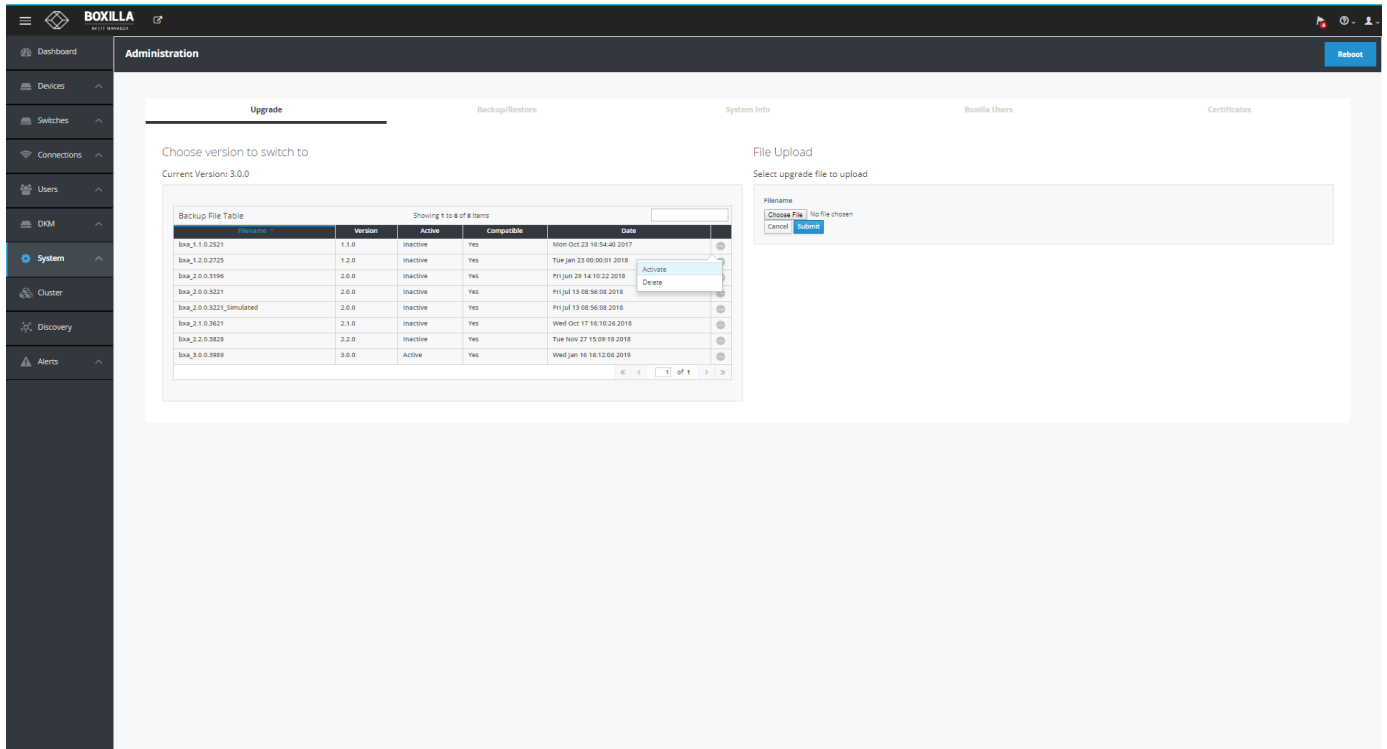 BOXILLA
Administration
Reboot
Dashboard
Devices
Switches
Connections
Users
DKM
System
Cluster
Discovery
Alerts
Upgrade Backup/Restore System Info Boxilla Users Certificates
Choose version to switch to
Current Version: 3.0.0
Backup File Table Showing 1 to 8 of 8 items
Filename Version Active Compatible Date
bxa_1.1.0.2521 1.1.0 Inactive Yes Mon Oct 23 16:54:40 2017
bxa_1.2.0.2725 1.2.0 Inactive Yes Tue Jan 23 00:00:01 2018
bxa_2.0.0.3196 2.0.0 Inactive Yes Fri Jun 29 14:10:22 2018
bxa_2.0.0.3221 2.0.0 Inactive Yes Fri Jul 13 08:56:08 2018
bxa_2.0.0.3221_Simulated 2.0.0 Inactive Yes Fri Jul 13 08:56:08 2018
bxa_2.1.0.3621 2.1.0 Inactive Yes Wed Oct 17 16:10:26 2018
bxa_2.2.0.3828 2.2.0 Inactive Yes Tue Nov 27 15:09:18 2018
bxa_3.0.0.3989 3.0.0 Active Yes Wed Jan 16 16:12:06 2019
Activate
Delete
« < 1 of 1 > »
File Upload
Select upgrade file to upload
Filename
Choose File No file chosen
Cancel Submit